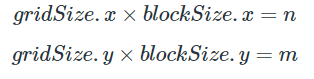 gridSize.x × blockSize.x = n
gridSize.y × blockSize.y = m